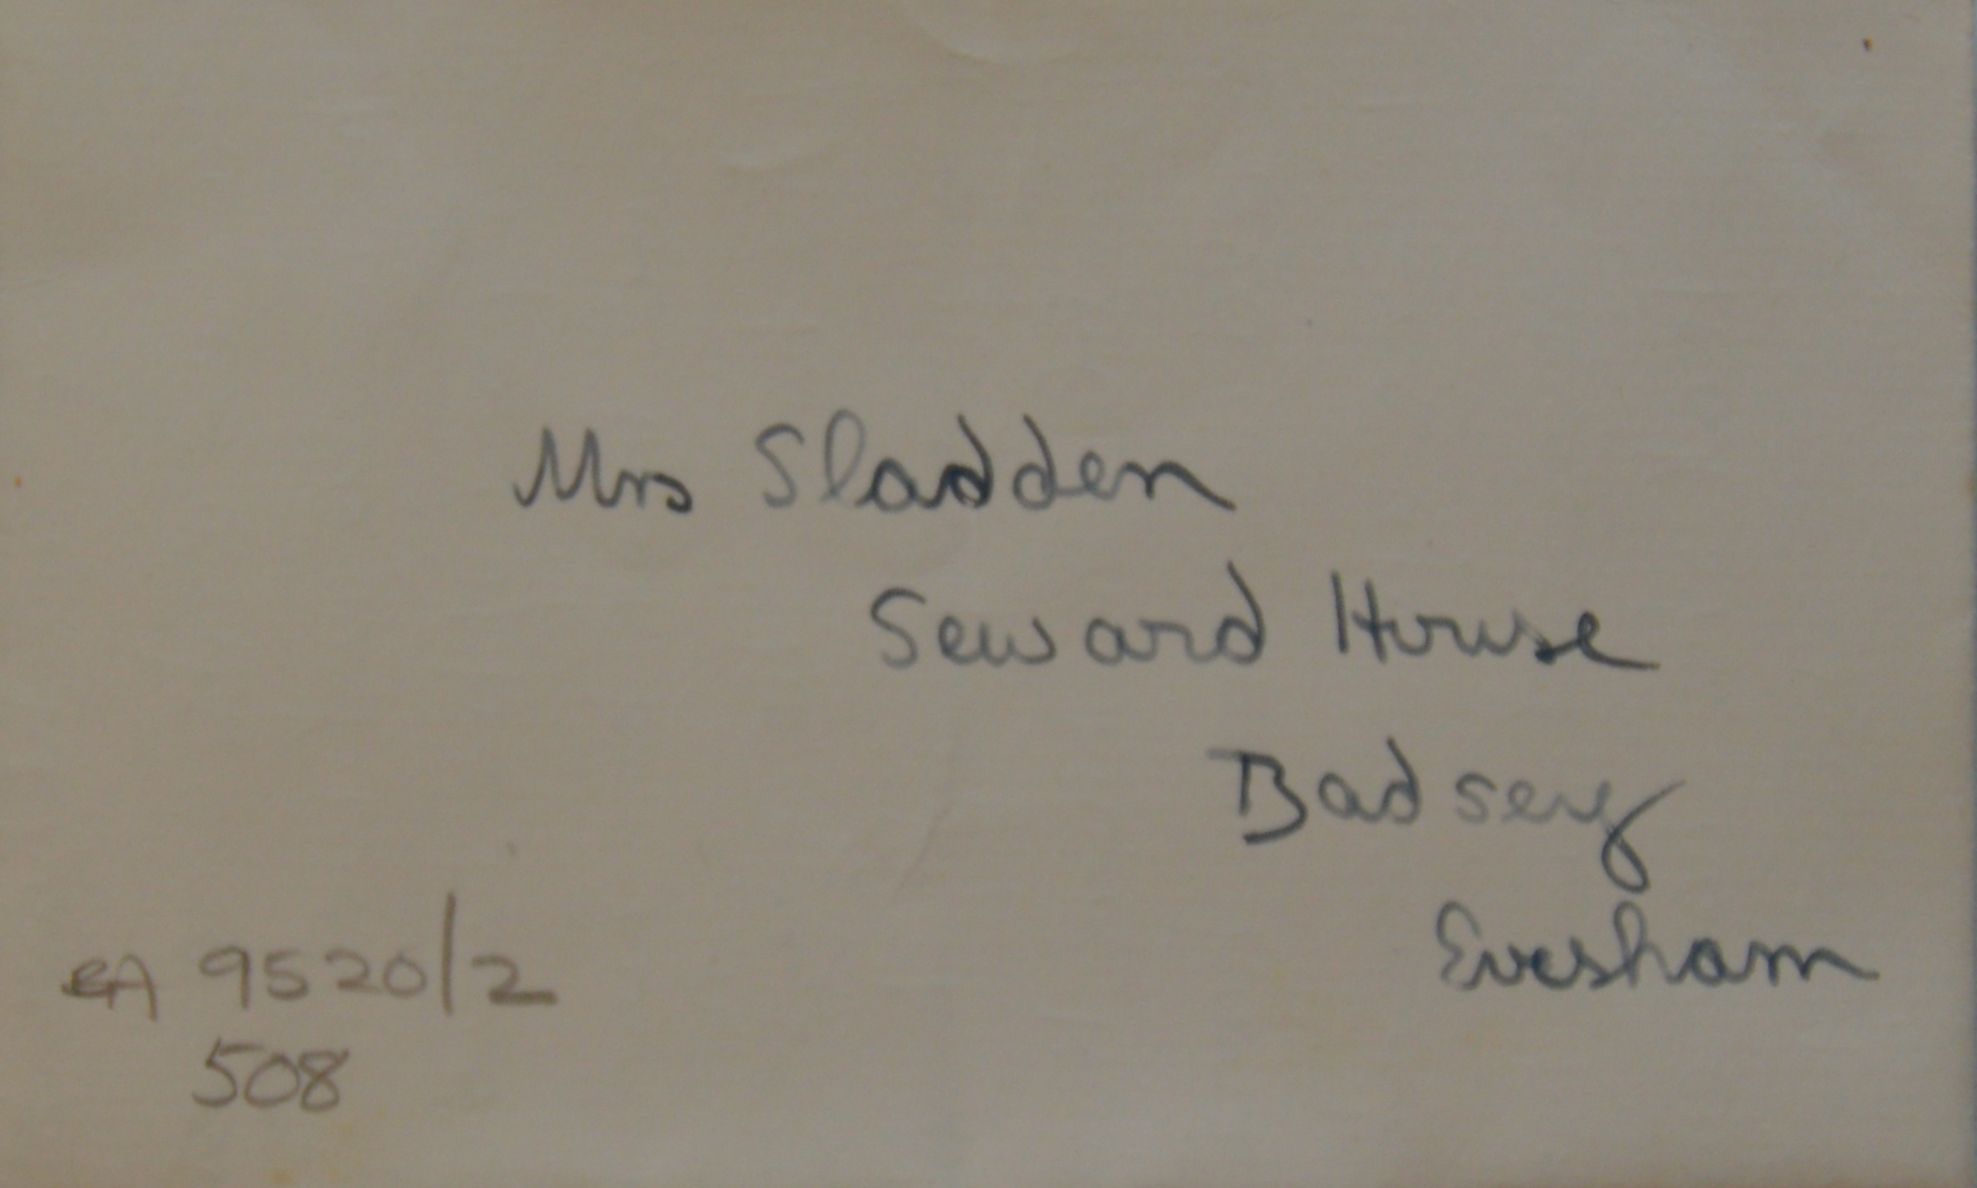 Mrs Sladden
Seward House
Badsey
Evesham
EA 9520/2
508